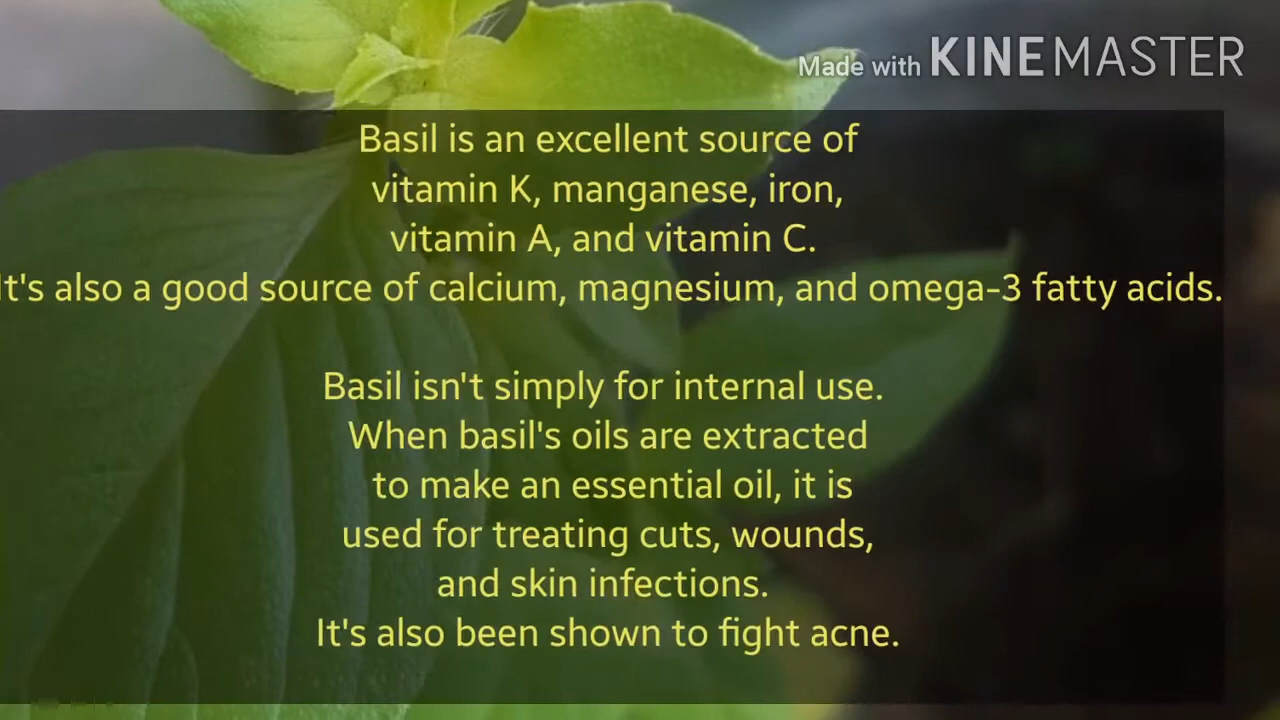 Made with KINEMASTER
Basil is an excellent source of
vitamin K, manganese, iron,
vitamin A, and vitamin C.
It's also a good source of calcium, magnesium, and omega-3 fatty acids.
Basil isn't simply for internal use.
When basil's oils are extracted
to make an essential oil, it is
used for treating cuts, wounds,
and skin infections.
It's also been shown to fight acne.